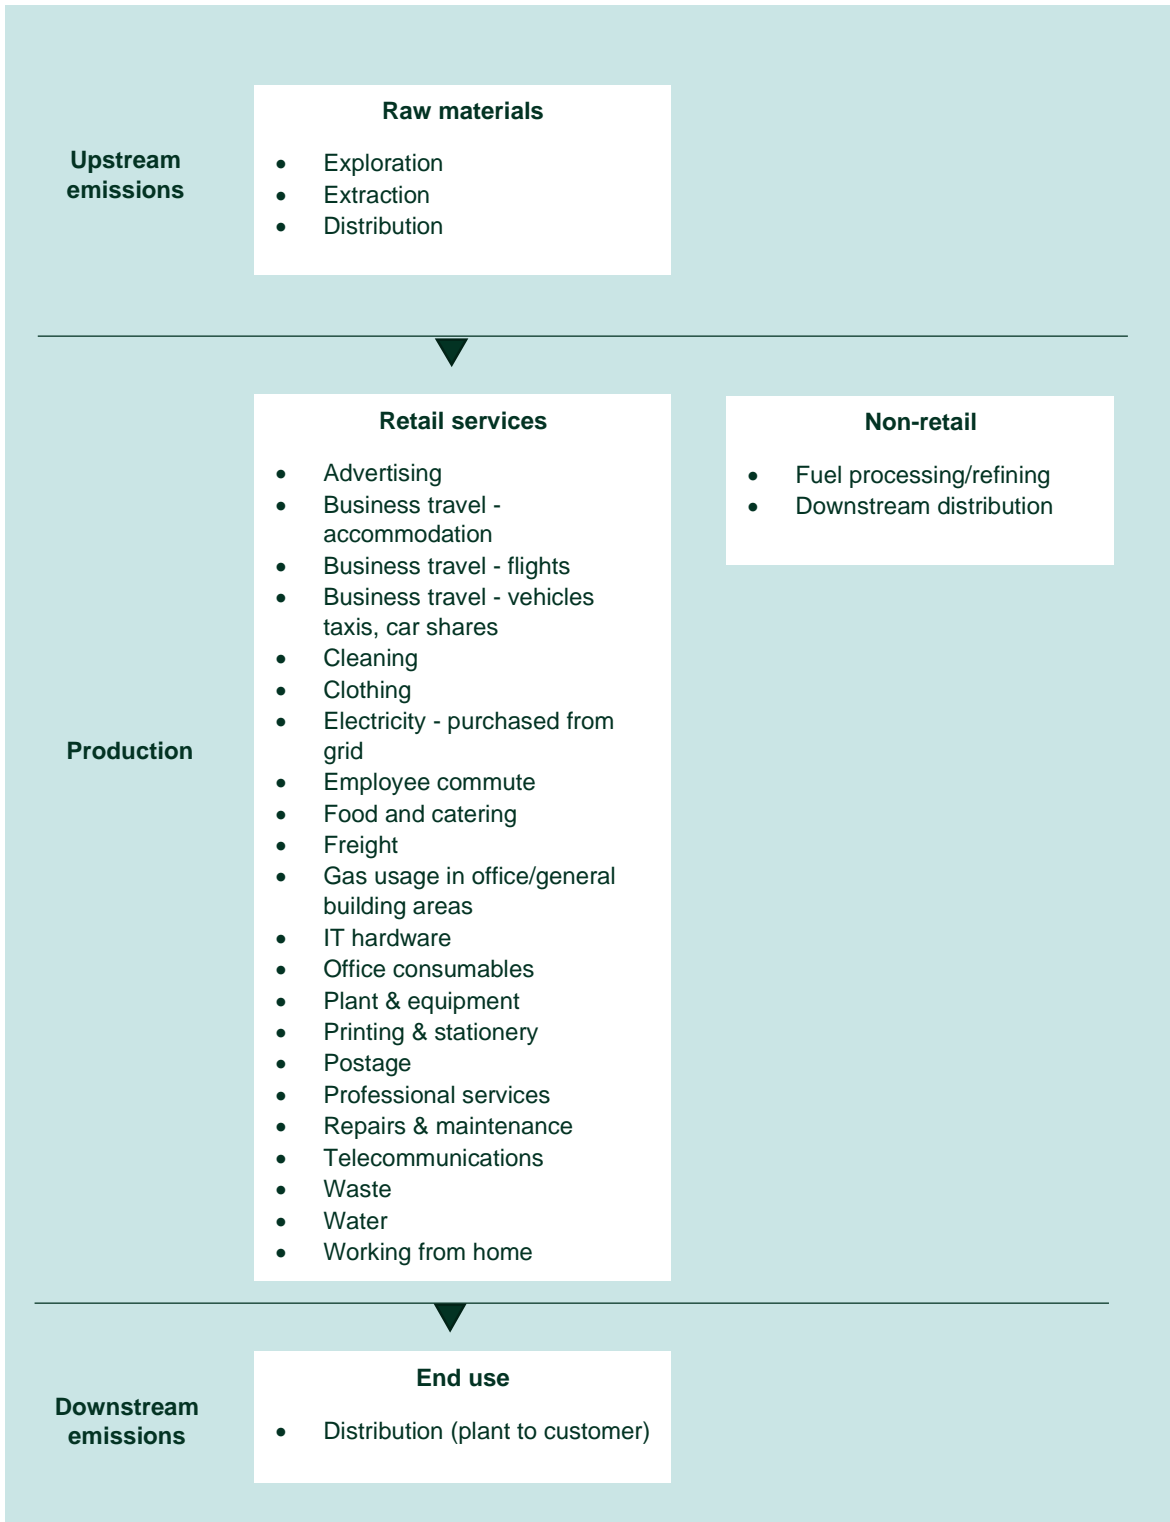 Upstream
emissions
Raw materials
• Exploration
• Extraction
• Distribution
Production
Retail services
• Advertising
• Business travel -
accommodation
• Business travel - flights
• Business travel - vehicles
taxis, car shares
• Cleaning
• Clothing
• Electricity - purchased from
grid
• Employee commute
• Food and catering
• Freight
• Gas usage in office/general
building areas
• IT hardware
• Office consumables
• Plant & equipment
• Printing & stationery
• Postage
• Professional services
• Repairs & maintenance
• Telecommunications
• Waste
• Water
• Working from home
Non-retail
• Fuel processing/refining
• Downstream distribution
Downstream
emissions
End use
• Distribution (plant to customer)